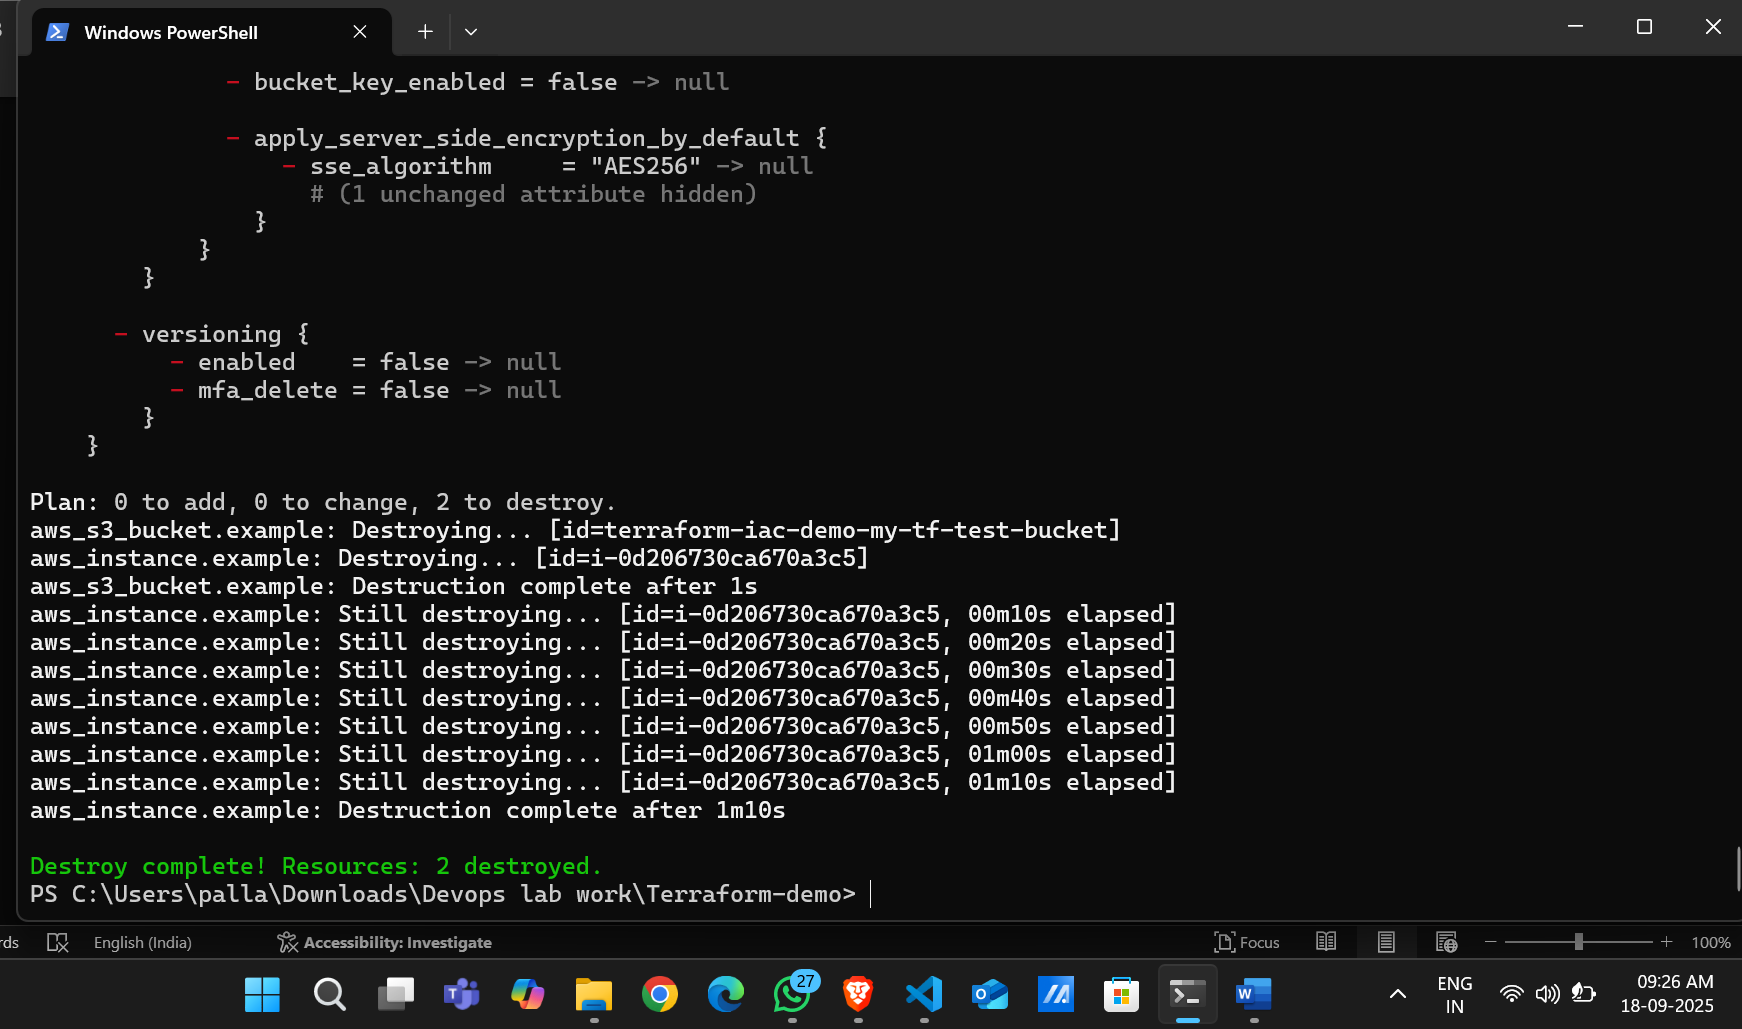 Windows PowerShell
- bucket_key_enabled = false -> null
- apply_server_side_encryption_by_default {
- sse_algorithm     = "AES256" -> null
# (1 unchanged attribute hidden)
}
}
}
- versioning {
- enabled    = false -> null
- mfa_delete = false -> null
}
}
Plan: 0 to add, 0 to change, 2 to destroy.
aws_s3_bucket.example: Destroying... [id=terraform-iac-demo-my-tf-test-bucket]
aws_instance.example: Destroying... [id=i-0d206730ca670a3c5]
aws_s3_bucket.example: Destruction complete after 1s
aws_instance.example: Still destroying... [id=i-0d206730ca670a3c5, 00m10s elapsed]
aws_instance.example: Still destroying... [id=i-0d206730ca670a3c5, 00m20s elapsed]
aws_instance.example: Still destroying... [id=i-0d206730ca670a3c5, 00m30s elapsed]
aws_instance.example: Still destroying... [id=i-0d206730ca670a3c5, 00m40s elapsed]
aws_instance.example: Still destroying... [id=i-0d206730ca670a3c5, 00m50s elapsed]
aws_instance.example: Still destroying... [id=i-0d206730ca670a3c5, 01m00s elapsed]
aws_instance.example: Still destroying... [id=i-0d206730ca670a3c5, 01m10s elapsed]
aws_instance.example: Destruction complete after 1m10s
Destroy complete! Resources: 2 destroyed.
PS C:\Users\palla\Downloads\Devops lab work\Terraform-demo>
rds English (India) Accessibility: Investigate Focus 100%
27
ENG 09:26 AM
IN 18-09-2025